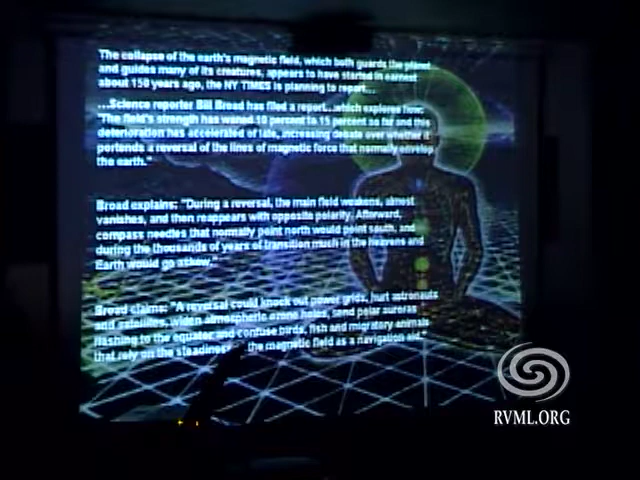 The collapse of the earth's magnetic field, which both guards the planet
and guides many of its creatures, appears to have started in earnest
about 150 years ago, the NY TIMES is planning to report...
...Science reporter Bill Broad has filed a report...which explores how:
"The field's strength has waned 10 percent to 15 percent so far and this
deterioration has accelerated of late, increasing debate over whether it
portends a reversal of the lines of magnetic force that normally envelop
the earth."
Broad explains: "During a reversal, the main field weakens, almost
vanishes, and then reappears with opposite polarity. Afterward,
compass needles that normally point north would point south, and
during the thousands of years of transition much in the heavens and
Earth would go askew."
Broad claims: "A reversal could knock out power grids, hurt astronauts
and satellites, widen atmospheric ozone holes, send polar auroras
flashing to the equator and confuse birds, fish and migratory animals
that rely on the steadiness the magnetic field as a navigation aid."
RVML.ORG